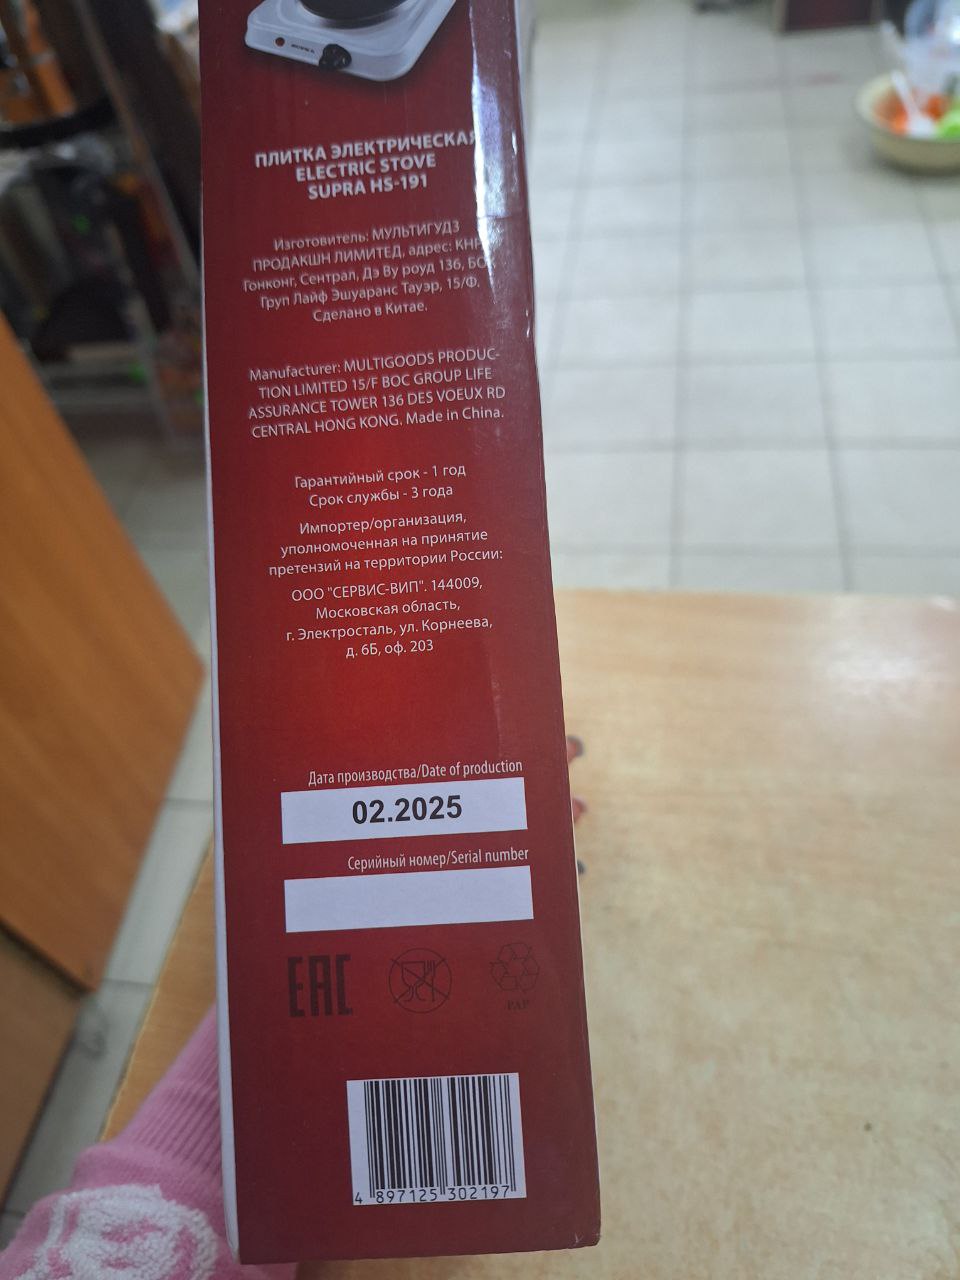 ПЛИТКА ЭЛЕКТРИЧЕСКАЯ
ELECTRIC STOVE
SUPRA HS-191
Изготовитель: МУЛЬТИГУДЗ
ПРОДАКШН ЛИМИТЕД, адрес: КНР,
Гонконг, Сентрал, Дэ Ву роуд 136, БОК
Груп Лайф Эшуаранс Тауэр, 15/Ф.
Сделано в Китае.
Manufacturer: MULTIGOODS PRODUC-
TION LIMITED 15/F BOC GROUP LIFE
ASSURANCE TOWER 136 DES VOEUX RD
CENTRAL HONG KONG. Made in China.
Гарантийный срок - 1 год
Срок службы - 3 года
Импортер/организация,
уполномоченная на принятие
претензий на территории России:
ООО "СЕРВИС-ВИП". 144009,
Московская область,
г. Электросталь, ул. Корнеева,
д. 6Б, оф. 203
Дата производства/Date of production
02.2025
Серийный номер/Serial number
EAC
PAP
4 897125 302197